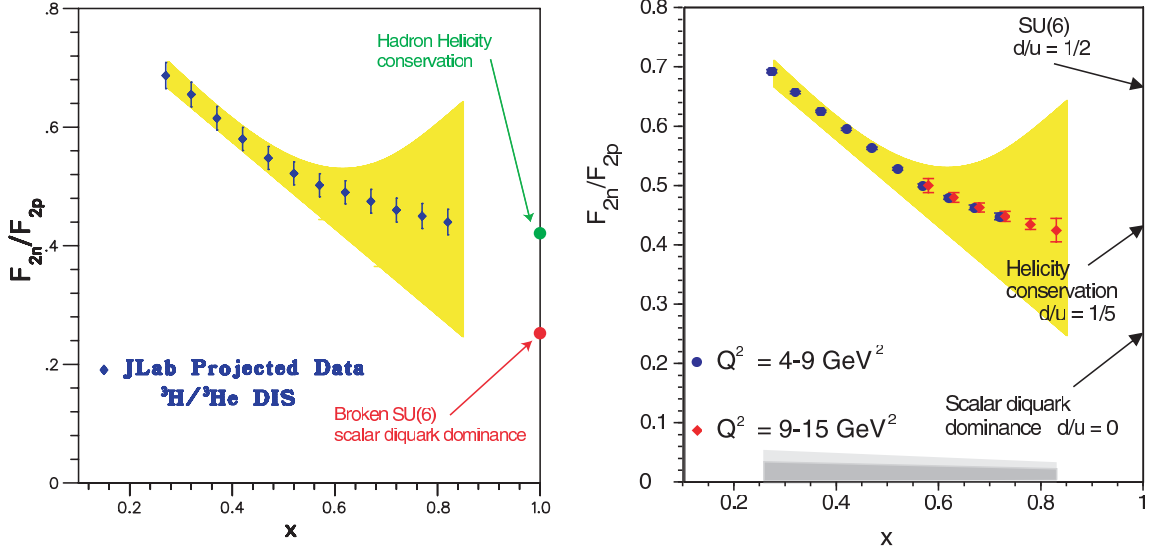 .8
.6
.4
.2
0
0.2
0.4
0.6
0.8
1.0
x
F2n/F2p
Hadron Helicity
conservation
JLab Projected Data
³H/³He DIS
Broken SU(6)
scalar diquark dominance
0.8
0.7
0.6
0.5
0.4
0.3
0.2
0.1
0
0.2
0.4
0.6
0.8
1
x
F2n/F2p
SU(6)
d/u = 1/2
Helicity
conservation
d/u = 1/5
Q² = 4-9 GeV²
Q² = 9-15 GeV²
Scalar diquark
dominance d/u = 0